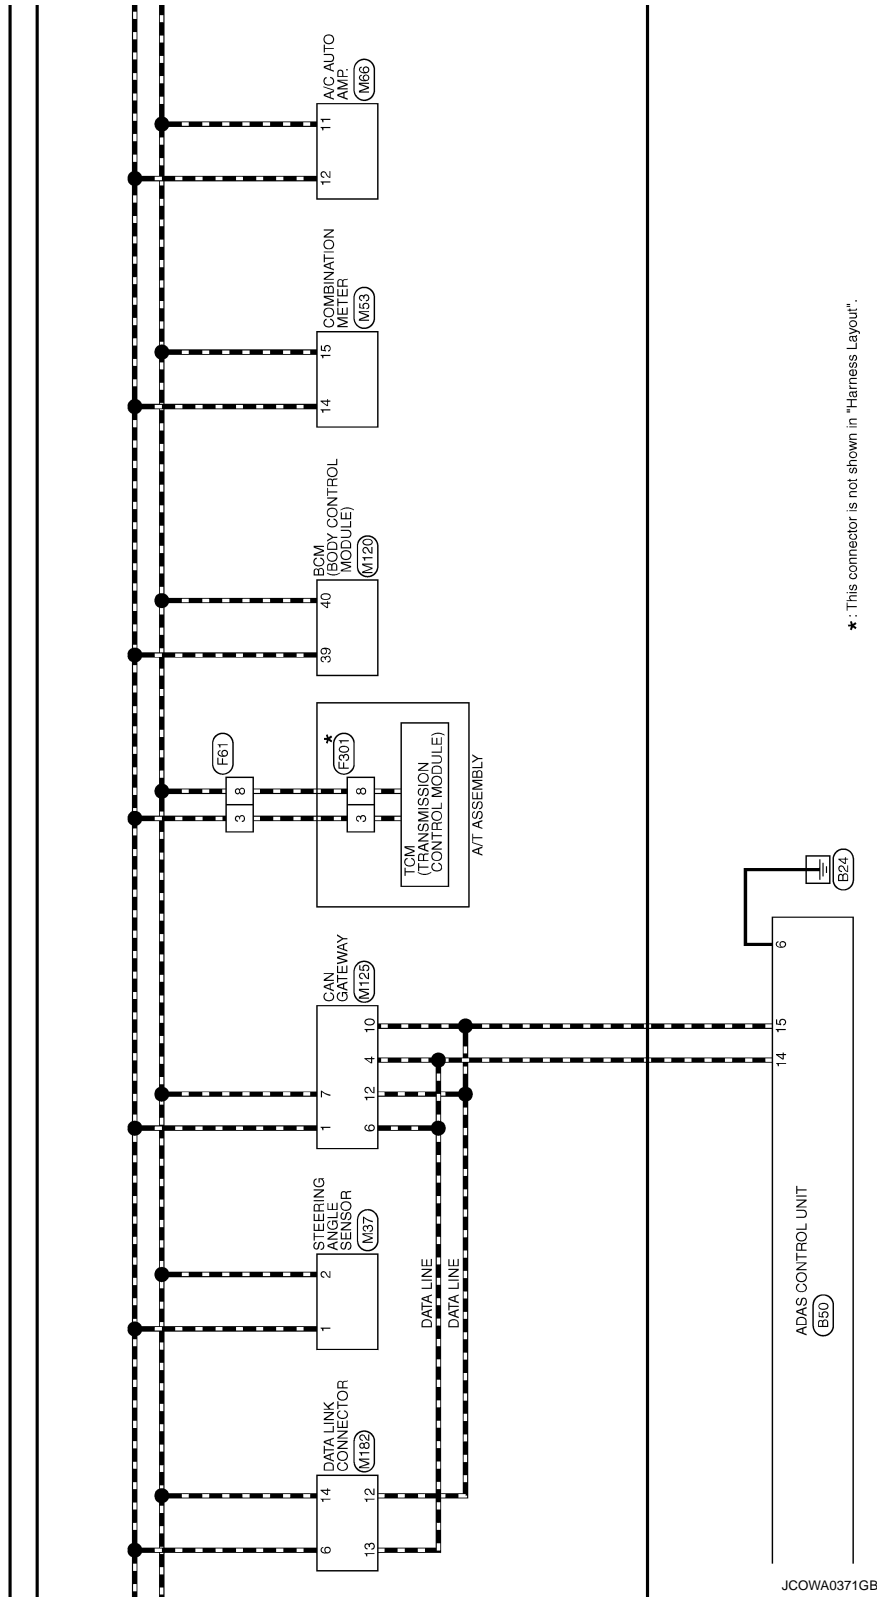 A/C AUTO
AMP.
M66
11
12
COMBINATION
METER
M53
15
14
BCM
(BODY CONTROL
MODULE)
M120
40
39
F61
8
3
*
F301
8
3
TCM
(TRANSMISSION
CONTROL MODULE)
A/T ASSEMBLY
CAN
GATEWAY
M125
7
1
10
4
12
6
STEERING
ANGLE
SENSOR
M37
2
1
DATA LINE
DATA LINE
DATA LINK
CONNECTOR
M182
14
6
12
13
B24
6
15
14
ADAS CONTROL UNIT
B50
* : This connector is not shown in "Harness Layout".
JCOWA0371GB